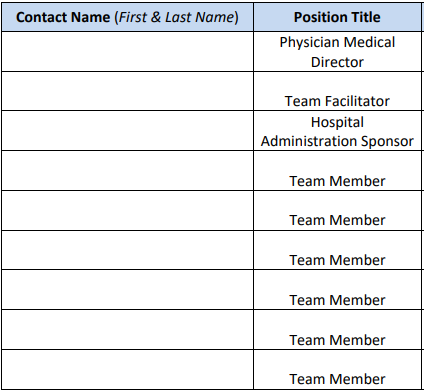 Contact Name (First & Last Name) Position Title
Physician Medical
Director
Team Facilitator
Hospital
Administration Sponsor
Team Member
Team Member
Team Member
Team Member
Team Member
Team Member